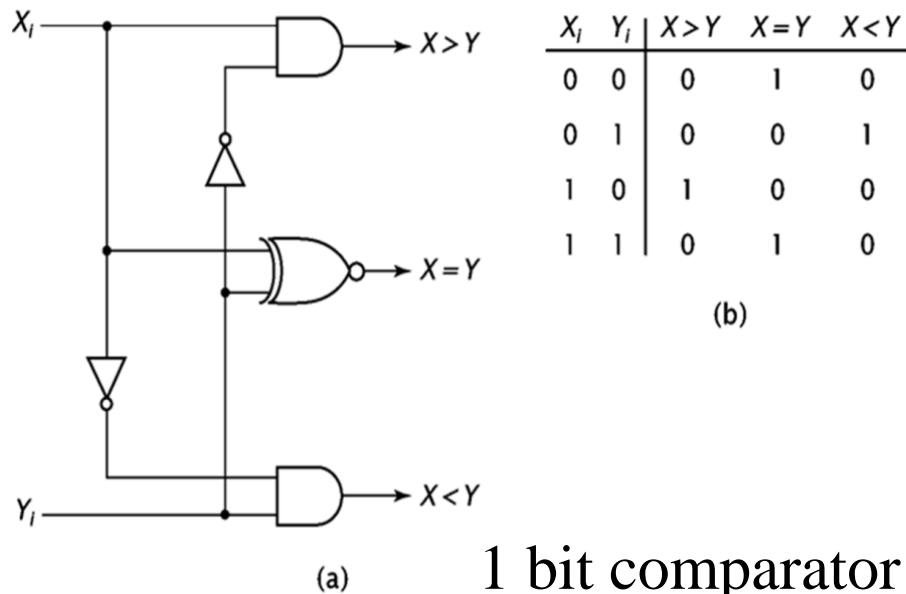 Xi
X > Y
X = Y
Yi
X < Y
(a)
Xi Yi X > Y X = Y X < Y
0 0 0 1 0
0 1 0 0 1
1 0 1 0 0
1 1 0 1 0
(b)
1 bit comparator